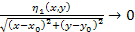 η₁(x,y) / √((x−x₀)²+(y−y₀)²) → 0